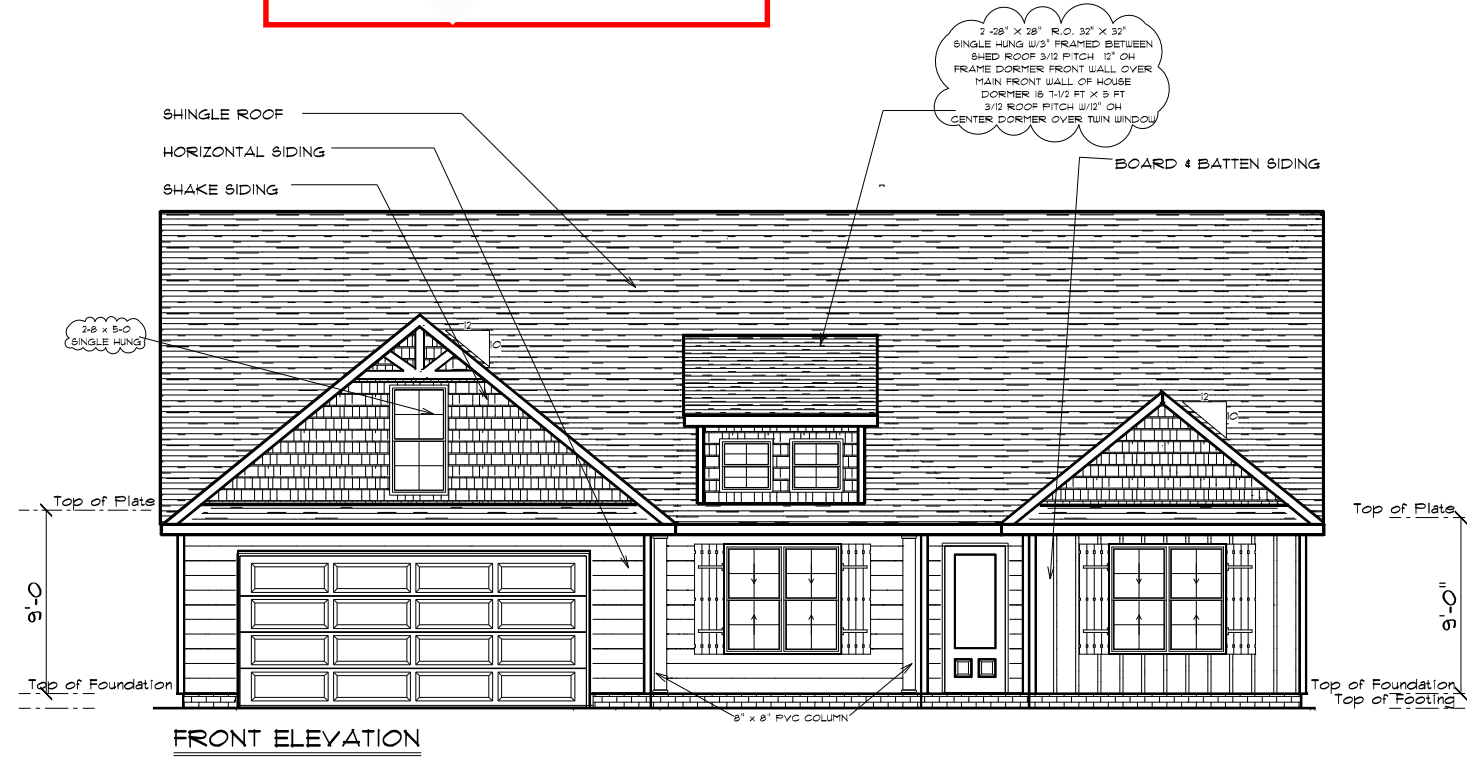 2 -28" X 28" R.O. 32" X 32"
SINGLE HUNG W/3" FRAMED BETWEEN
SHED ROOF 3/12 PITCH 12" OH
FRAME DORMER FRONT WALL OVER
MAIN FRONT WALL OF HOUSE
DORMER IS 7-1/2 FT X 5 FT
3/12 ROOF PITCH W/12" OH
CENTER DORMER OVER TWIN WINDOW
SHINGLE ROOF
HORIZONTAL SIDING
SHAKE SIDING
BOARD & BATTEN SIDING
2-8 x 5-0
SINGLE HUNG
12
10
12
10
Top of Plate
Top of Plate
9'-0
9'-0"
Top of Foundation
Top of Foundation
Top of Footing
8" x 8" PVC COLUMN
FRONT ELEVATION